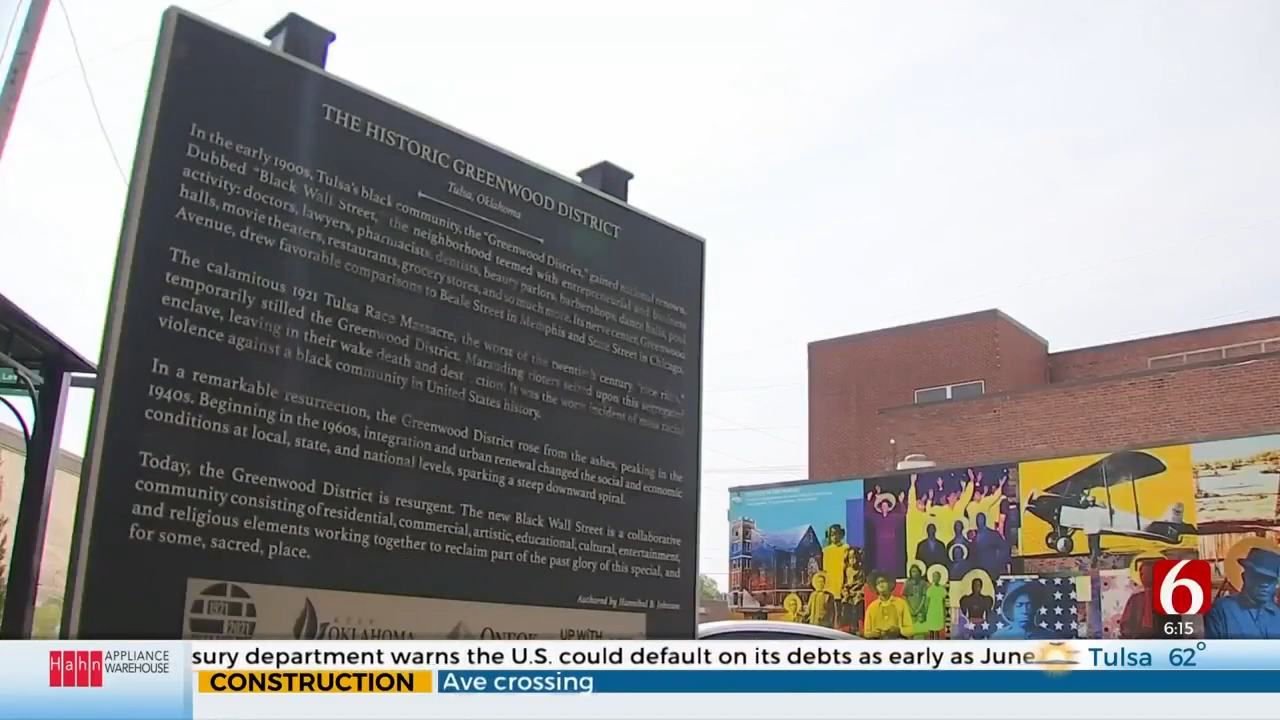 THE HISTORIC GREENWOOD DISTRICT
Tulsa, Oklahoma
In the early 1900s, Tulsa's black community, the "Greenwood District," gained national renown.
Dubbed "Black Wall Street," the neighborhood teemed with entrepreneurial and business
activity: doctors, lawyers, pharmacists, dentists, beauty parlors, barbershops, dance halls, pool
halls, movie theaters, restaurants, grocery stores, and so much more. Its nerve center, Greenwood
Avenue, drew favorable comparisons to Beale Street in Memphis and State Street in Chicago.
The calamitous 1921 Tulsa Race Massacre, the worst of the twentieth century "race riots,"
temporarily stilled the Greenwood District. Marauding rioters seized upon this segregated
enclave, leaving in their wake death and dest ction. It was the worst incident of mass racial
violence against a black community in United States history.
In a remarkable resurrection, the Greenwood District rose from the ashes, peaking in the
1940s. Beginning in the 1960s, integration and urban renewal changed the social and economic
conditions at local, state, and national levels, sparking a steep downward spiral.
Today, the Greenwood District is resurgent. The new Black Wall Street is a collaborative
community consisting of residential, commercial, artistic, educational, cultural, entertainment,
and religious elements working together to reclaim part of the past glory of this special, and
for some, sacred, place.
Authored by Hannibal B. Johnson
1921
2021
OKLAHOMA
ONEOK
UP WITH
6
6:15
Hahn APPLIANCE WAREHOUSE
sury department warns the U.S. could default on its debts as early as June
Tulsa 62°
CONSTRUCTION Ave crossing